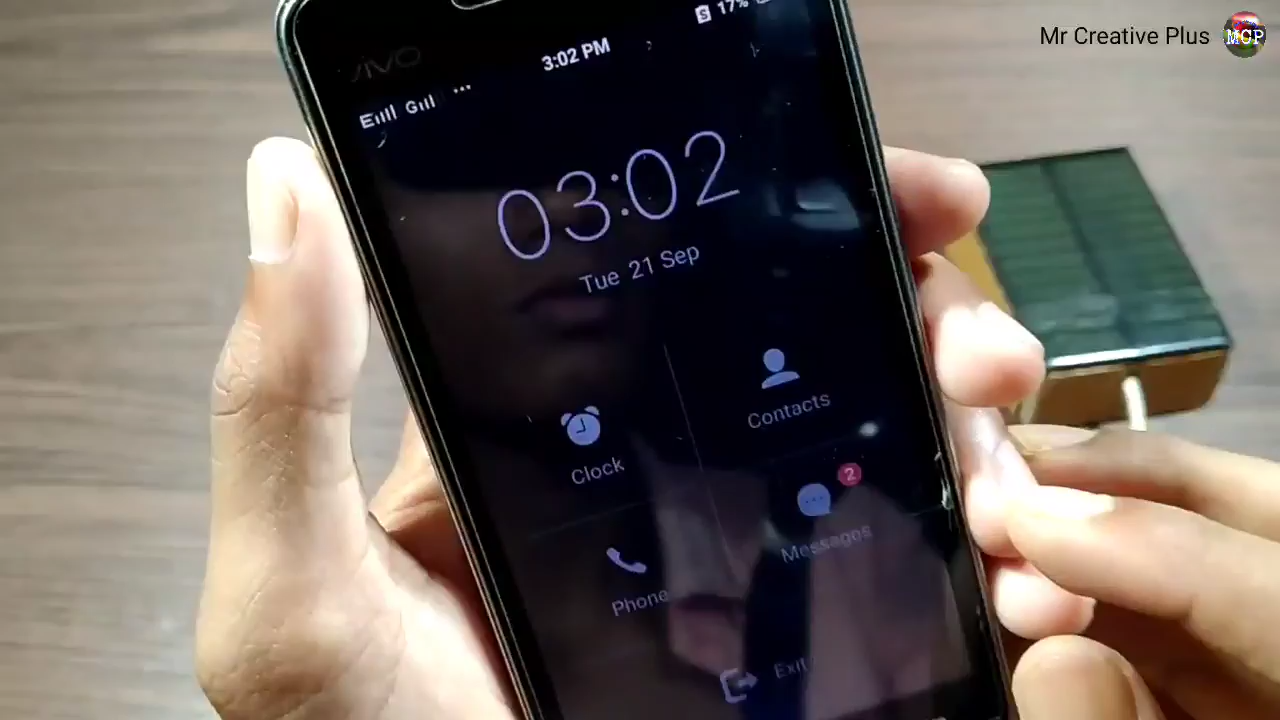 Mr Creative Plus MCP
vivo
3:02 PM
S 17%
E G ...
03:02
Tue 21 Sep
Clock
Contacts
Phone
2
Messages
Exit